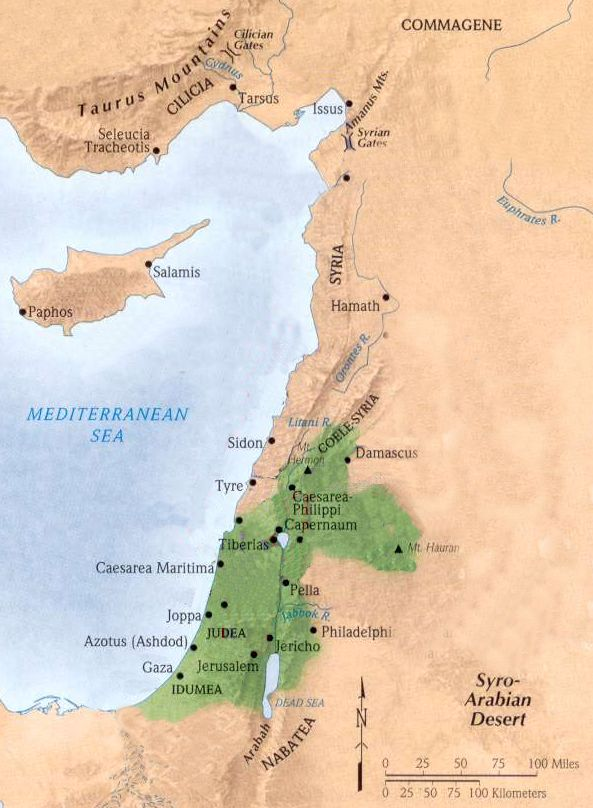 COMMAGENE
Cilician
Gates
Cydnus
Taurus Mountains
CILICIA
Tarsus
Issus
Amanus Mts.
Syrian
Gates
Seleucia
Tracheotis
Euphrates R.
Salamis
Paphos
SYRIA
Hamath
Orontes R.
MEDITERRANEAN
SEA
Litani R.
COELE-SYRIA
Sidon
Mt.
Hermon
Damascus
Tyre
Caesarea-
Philippi
Capernaum
Tiberias
Mt. Hauran
Caesarea Maritima
Pella
Jabbok R.
Joppa
JUDEA
Philadelphi
Azotus (Ashdod)
Jericho
Gaza
Jerusalem
IDUMEA
DEAD SEA
Arabah
NABATEA
N
Syro-
Arabian
Desert
0 25 50 75 100 Miles
0 25 50 75 100 Kilometers